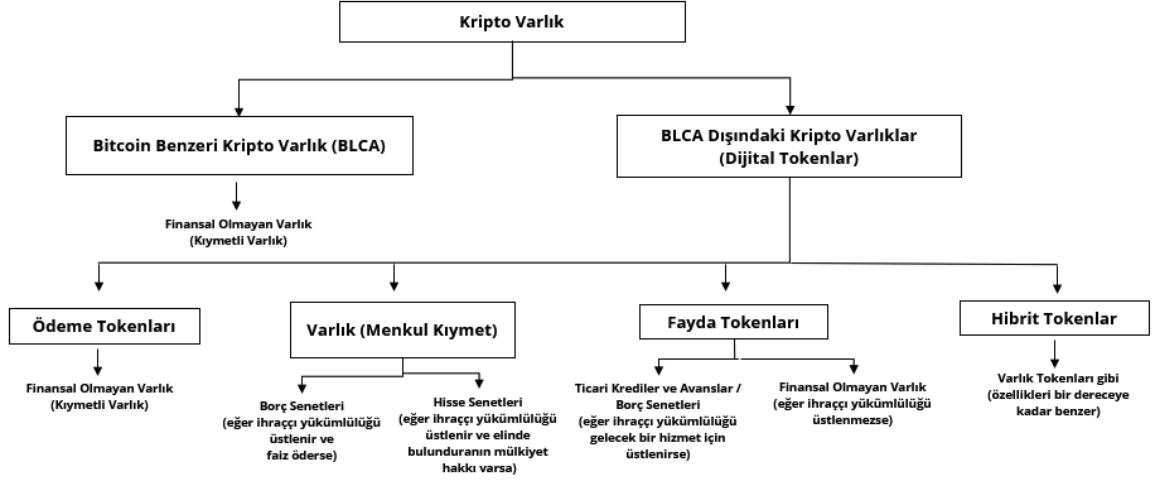 Kripto Varlık
Bitcoin Benzeri Kripto Varlık (BLCA)
BLCA Dışındaki Kripto Varlıklar
(Dijital Tokenlar)
Finansal Olmayan Varlık
(Kıymetli Varlık)
Ödeme Tokenları
Varlık (Menkul Kıymet)
Fayda Tokenları
Hibrit Tokenlar
Finansal Olmayan Varlık
(Kıymetli Varlık)
Borç Senetleri
(eğer ihraççı yükümlülüğü
üstlenir ve
faiz öderse)
Hisse Senetleri
(eğer ihraççı yükümlülüğü
üstlenir ve elinde
bulunduranın mülkiyet
hakkı varsa)
Ticari Krediler ve Avanslar /
Borç Senetleri
(eğer ihraççı yükümlülüğü
gelecek bir hizmet için
üstlenirse)
Finansal Olmayan Varlık
(eğer ihraççı yükümlülüğü
üstlenmezse)
Varlık Tokenları gibi
(özellikleri bir dereceye
kadar benzer)